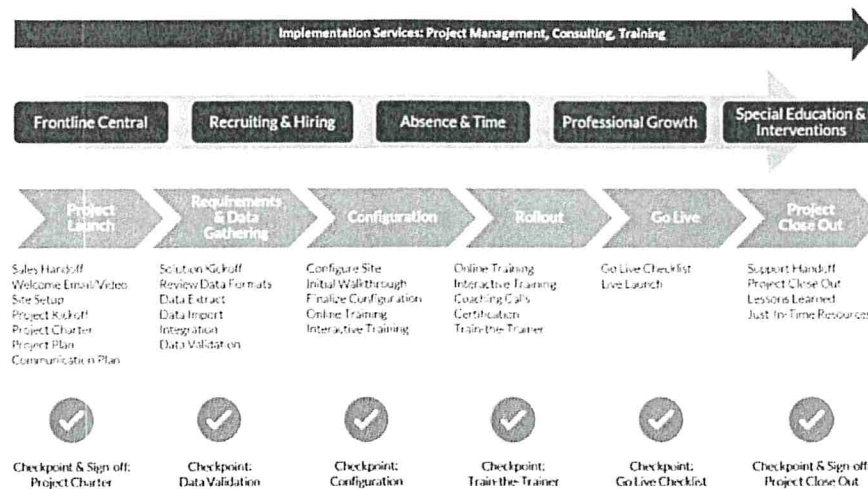 Implementation Services: Project Management, Consulting, Training
Frontline Central
Recruiting & Hiring
Absence & Time
Professional Growth
Special Education &
Interventions
Project
Launch
Requirements
& Data
Gathering
Configuration
Rollout
Go Live
Project
Close Out
Sales Handoff
Welcome Email/Video
Site Setup
Project Kickoff
Project Charter
Project Plan
Communication Plan
Solution Kickoff
Review Data Formats
Data Extract
Data Import
Integration
Data Validation
Configure Site
Initial Walkthrough
Finalize Configuration
Online Training
Interactive Training
Online Training
Interactive Training
Coaching Calls
Certification
Train-the-Trainer
Go Live Checklist
Live Launch
Support Handoff
Project Close Out
Lessons Learned
Just-In-Time Resources
Checkpoint & Sign-off:
Project Charter
Checkpoint:
Data Validation
Checkpoint:
Configuration
Checkpoint:
Train-the-Trainer
Checkpoint:
Go Live Checklist
Checkpoint & Sign-off
Project Close Out